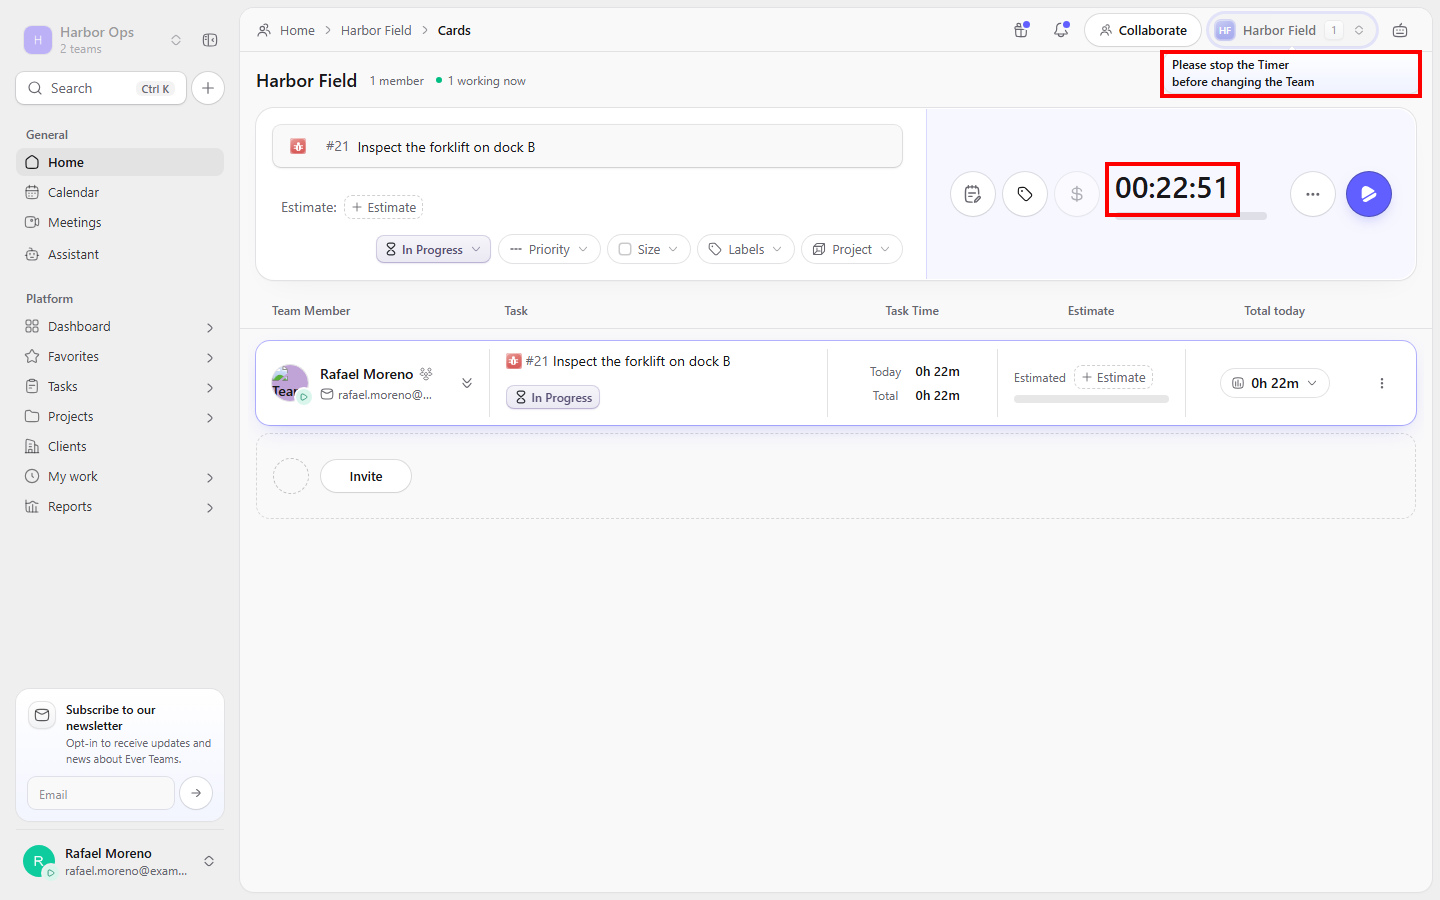 H
Harbor Ops
2 teams
Search
Ctrl K
General
Home
Calendar
Meetings
Assistant
Platform
Dashboard
Favorites
Tasks
Projects
Clients
My work
Reports
Subscribe to our
newsletter
Opt-in to receive updates and
news about Ever Teams.
Email
R
Rafael Moreno
rafael.moreno@exam...
Home > Harbor Field > Cards
Collaborate
HF Harbor Field 1
Please stop the Timer
before changing the Team
Harbor Field
1 member
1 working now
#21 Inspect the forklift on dock B
Estimate: + Estimate
In Progress
Priority
Size
Labels
Project
$
00:22:51
Team Member
Task
Task Time
Estimate
Total today
Rafael Moreno
rafael.moreno@...
#21 Inspect the forklift on dock B
In Progress
Today 0h 22m
Total 0h 22m
Estimated + Estimate
0h 22m
Invite